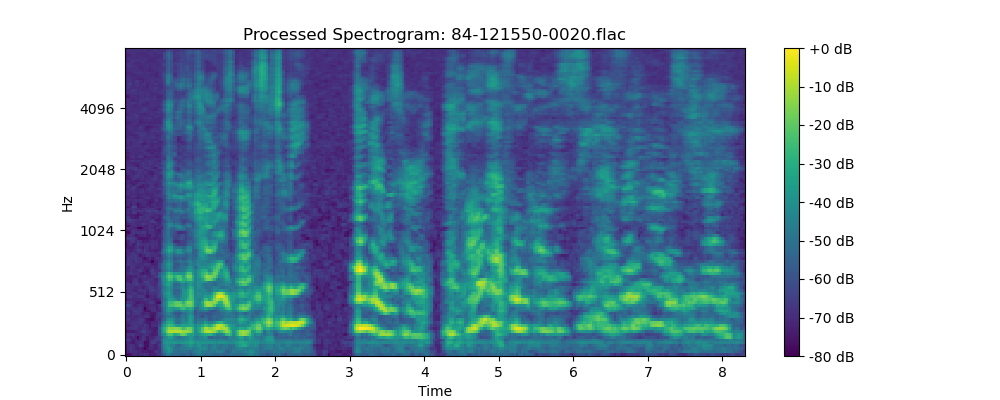 Processed Spectrogram: 84-121550-0020.flac
Hz
4096
2048
1024
512
0
0 1 2 3 4 5 6 7 8
Time
+0 dB
-10 dB
-20 dB
-30 dB
-40 dB
-50 dB
-60 dB
-70 dB
-80 dB